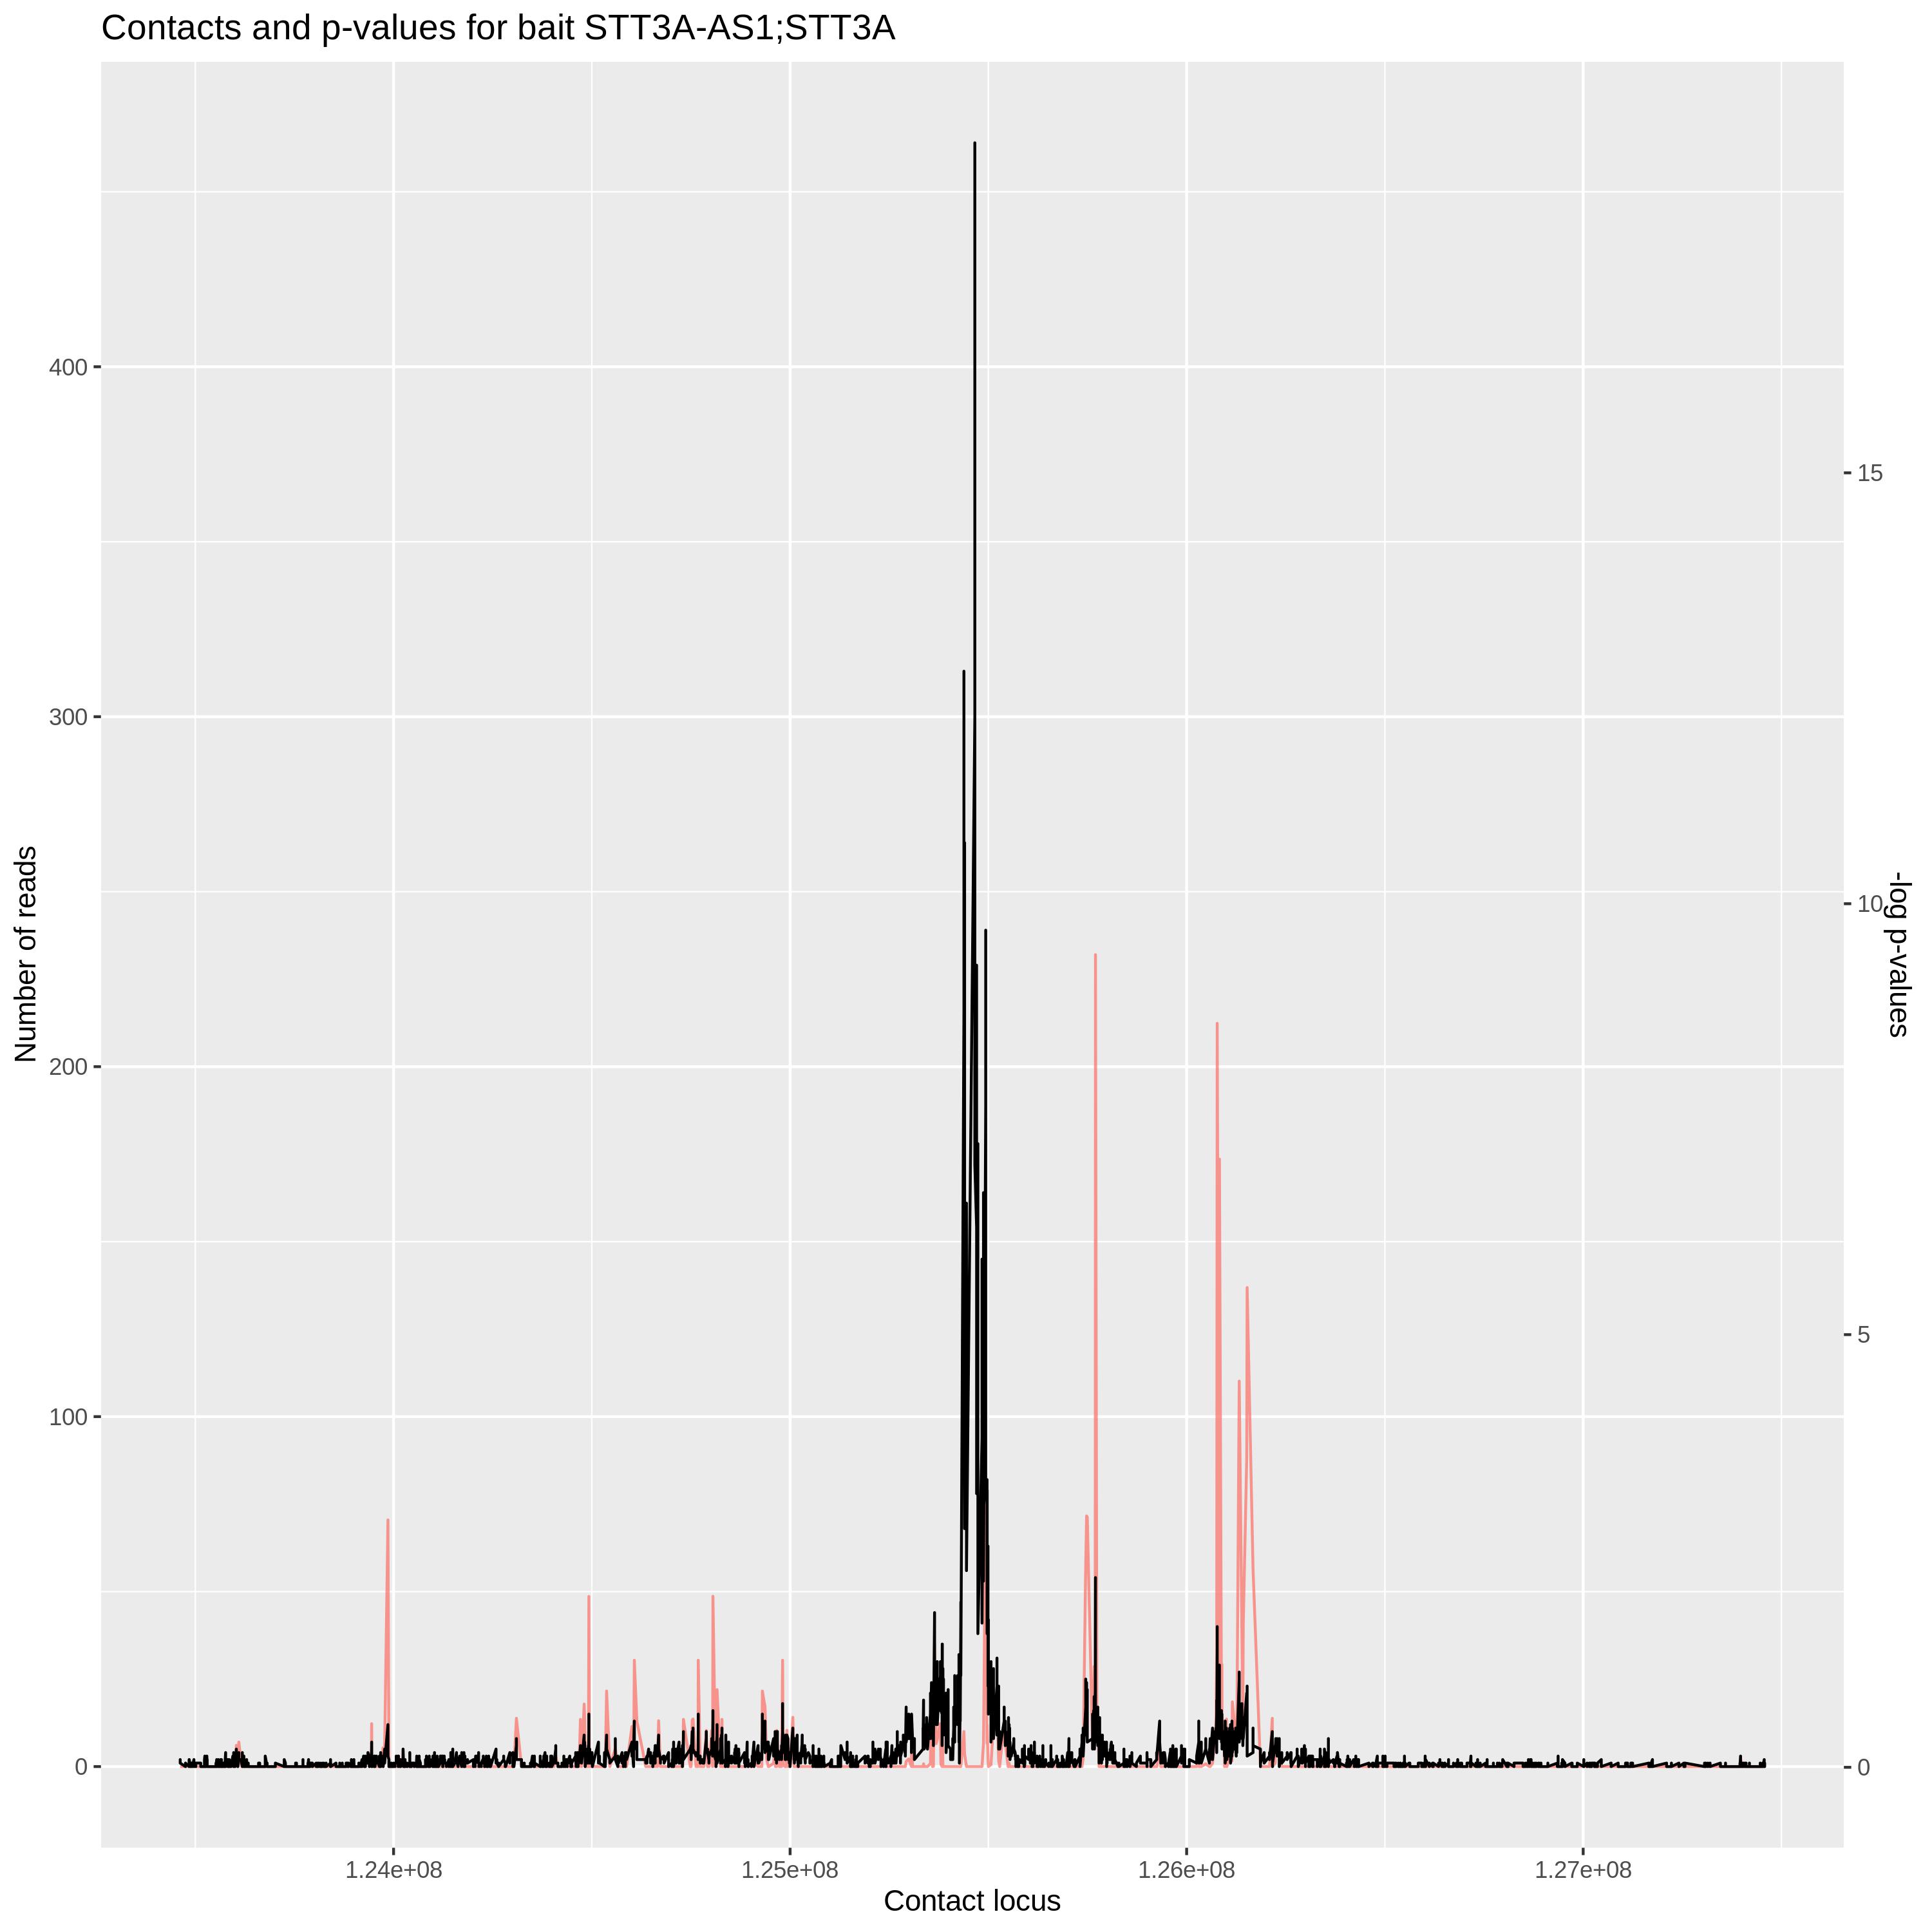 Contacts and p-values for bait STT3A-AS1;STT3A
400
300
200
100
0
Number of reads
15
10
5
0
-log p-values
1.24e+08 1.25e+08 1.26e+08 1.27e+08
Contact locus